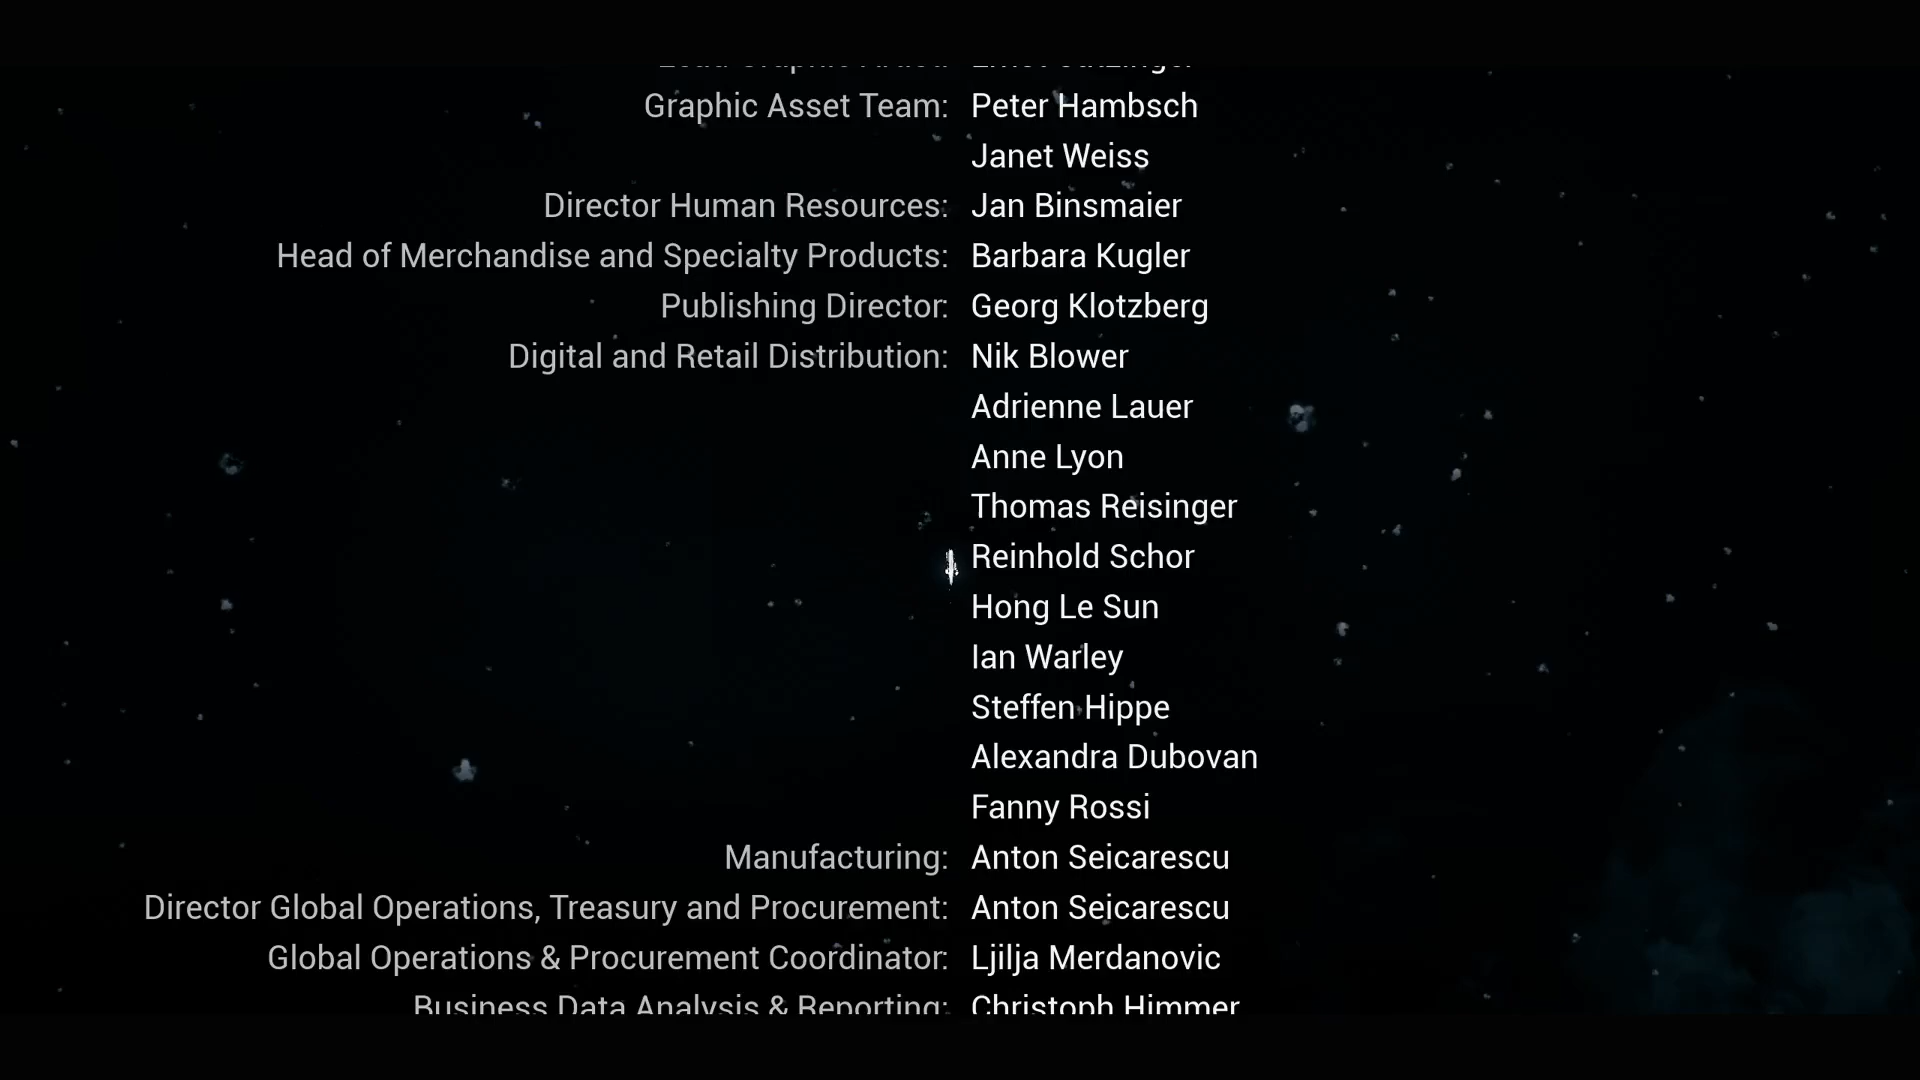 Graphic Asset Team: Peter Hambsch
Janet Weiss
Director Human Resources: Jan Binsmaier
Head of Merchandise and Specialty Products: Barbara Kugler
Publishing Director: Georg Klotzberg
Digital and Retail Distribution: Nik Blower
Adrienne Lauer
Anne Lyon
Thomas Reisinger
Reinhold Schor
Hong Le Sun
Ian Warley
Steffen Hippe
Alexandra Dubovan
Fanny Rossi
Manufacturing: Anton Seicarescu
Director Global Operations, Treasury and Procurement: Anton Seicarescu
Global Operations & Procurement Coordinator: Ljilja Merdanovic
Business Data Analysis & Reporting: Christoph Himmer